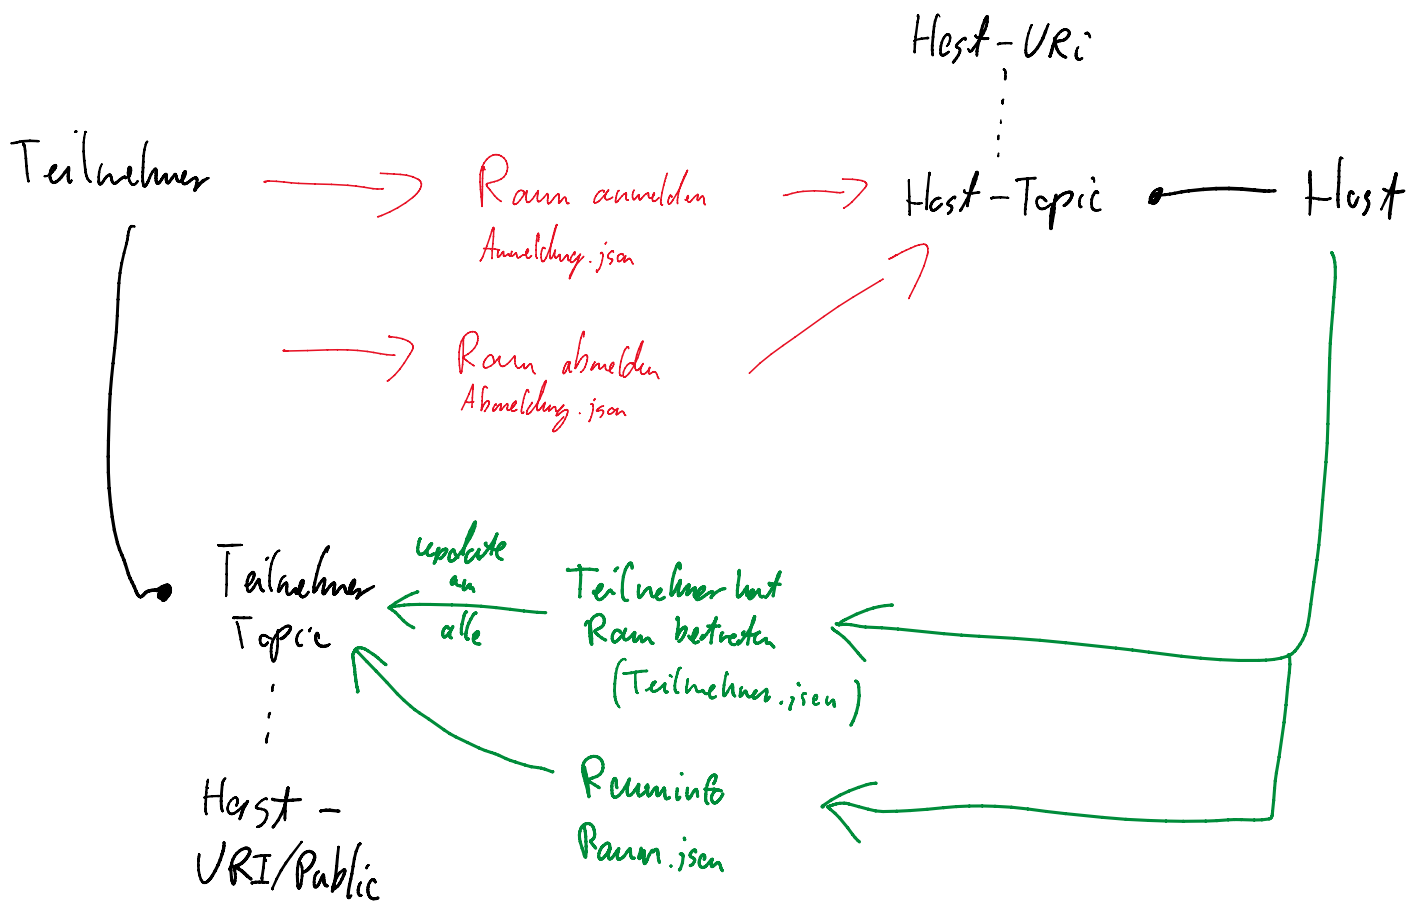 Host-URi
Teilnehmer
Raum anmelden
Anmeldung.json
Host-Topic
Host
Raum abmelden
Abmeldung.json
Teilnehmer
Topic
update
an
alle
Teilnehmer hat
Raum betreten
(Teilnehmer.json)
Host-
URI/Public
Rauminfo
Raum.json